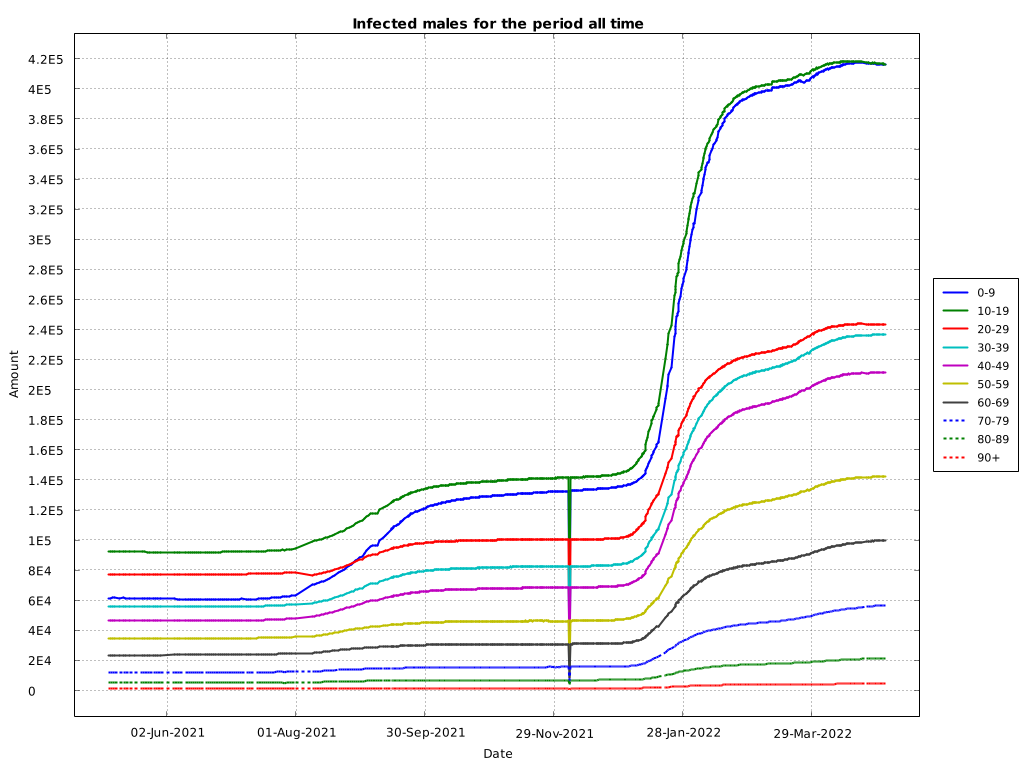 Infected males for the period all time
4.2E5
4E5
3.8E5
3.6E5
3.4E5
3.2E5
3E5
2.8E5
2.6E5
2.4E5
2.2E5
2E5
1.8E5
1.6E5
1.4E5
1.2E5
1E5
8E4
6E4
4E4
2E4
0
Amount
02-Jun-2021 01-Aug-2021 30-Sep-2021 29-Nov-2021 28-Jan-2022 29-Mar-2022
Date
0-9
10-19
20-29
30-39
40-49
50-59
60-69
70-79
80-89
90+